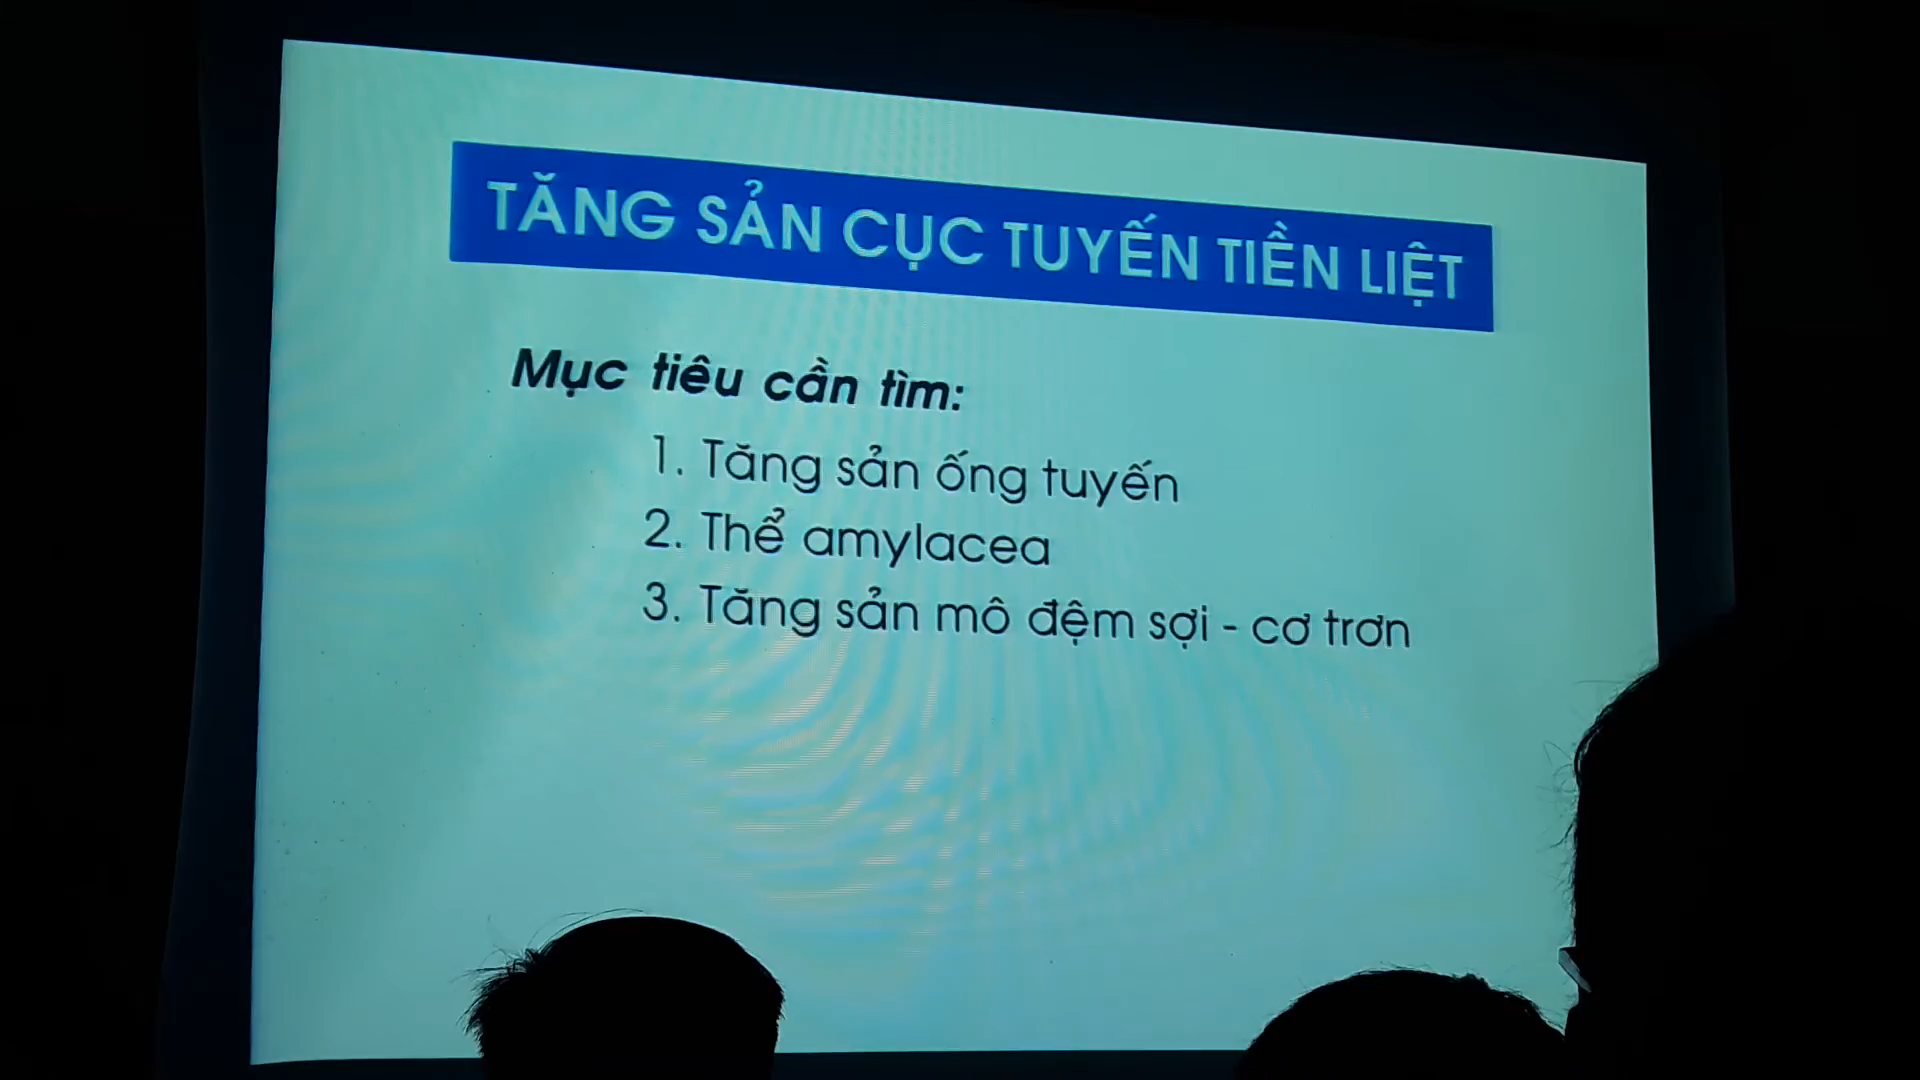 TĂNG SẢN CỤC TUYẾN TIỀN LIỆT
Mục tiêu cần tìm:
1. Tăng sản ống tuyến
2. Thể amylacea
3. Tăng sản mô đệm sợi - cơ trơn